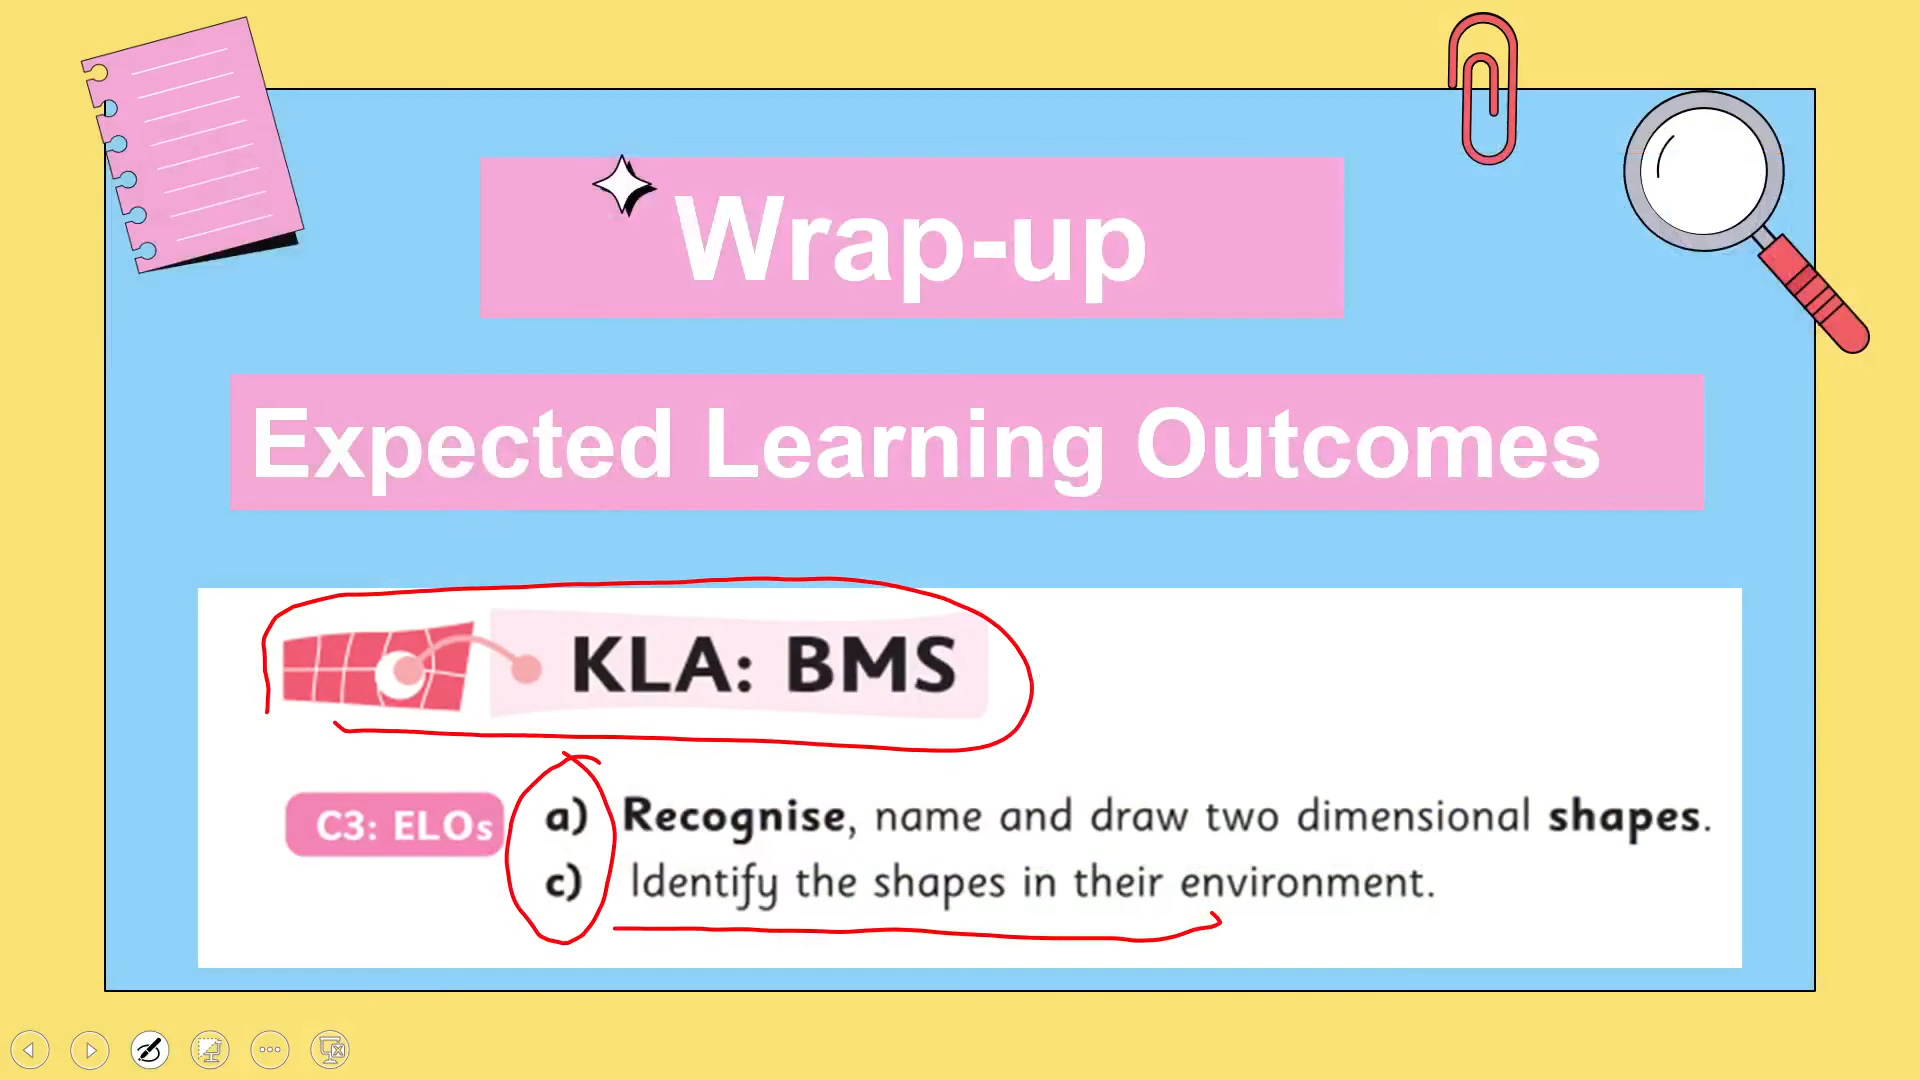 Wrap-up
Expected Learning Outcomes
KLA: BMS
C3: ELOs
a) Recognise, name and draw two dimensional shapes.
c) Identify the shapes in their environment.